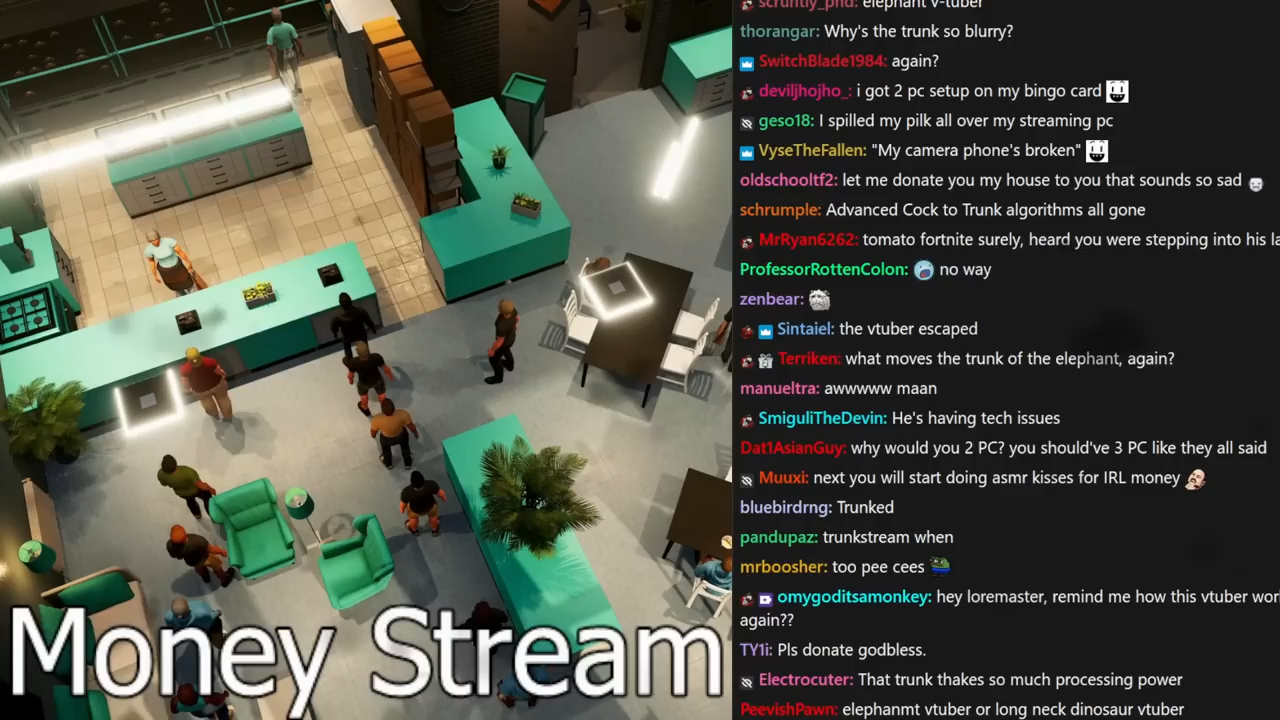 scruntly_phd: elephant v-tuber
thorangar: Why's the trunk so blurry?
SwitchBlade1984: again?
deviljhojho_: i got 2 pc setup on my bingo card
geso18: I spilled my pilk all over my streaming pc
VyseTheFallen: "My camera phone's broken"
oldschooltf2: let me donate you my house to you that sounds so sad
schrumple: Advanced Cock to Trunk algorithms all gone
MrRyan6262: tomato fortnite surely, heard you were stepping into his la
ProfessorRottenColon: no way
zenbear:
Sintaiel: the vtuber escaped
Terriken: what moves the trunk of the elephant, again?
manueltra: awwwww maan
SmiguliTheDevin: He's having tech issues
Dat1AsianGuy: why would you 2 PC? you should've 3 PC like they all said
Muuxi: next you will start doing asmr kisses for IRL money
bluebirdrng: Trunked
pandupaz: trunkstream when
mrboosher: too pee cees
omygoditsamonkey: hey loremaster, remind me how this vtuber wor
again??
TY1i: Pls donate godbless.
Electrocuter: That trunk thakes so much processing power
PeevishPawn: elephanmt vtuber or long neck dinosaur vtuber
Money Stream